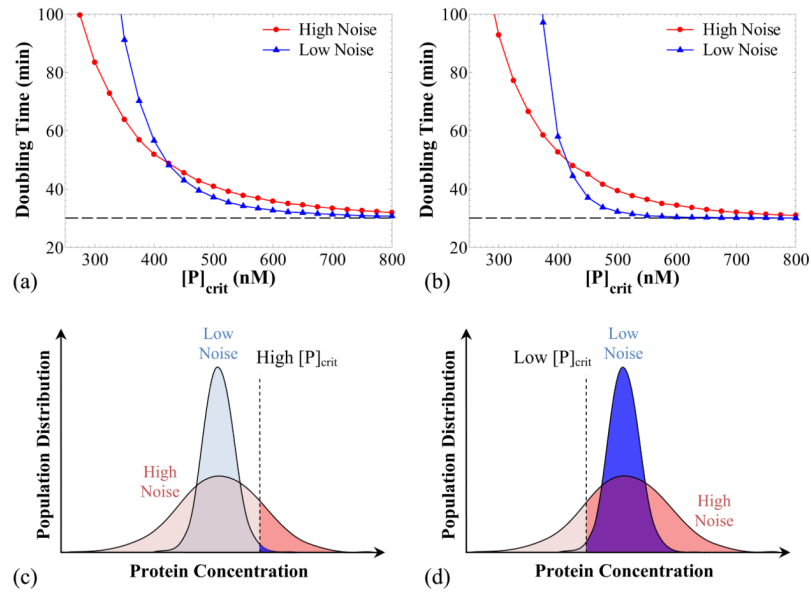 100
80
60
40
20
Doubling Time (min)
High Noise
Low Noise
300 400 500 600 700 800
[P]crit (nM)
(a)
100
80
60
40
20
Doubling Time (min)
High Noise
Low Noise
300 400 500 600 700 800
[P]crit (nM)
(b)
Population Distribution
Low
Noise
High [P]crit
High
Noise
Protein Concentration
(c)
Population Distribution
Low
Noise
Low [P]crit
High
Noise
Protein Concentration
(d)